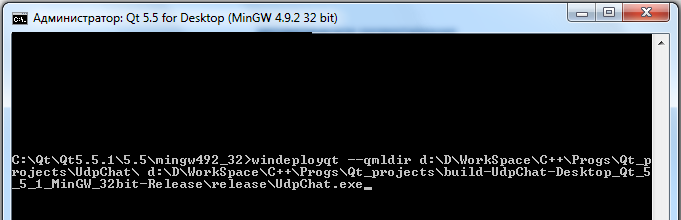 Администратор: Qt 5.5 for Desktop (MinGW 4.9.2 32 bit)
C:\Qt\Qt5.5.1\5.5\mingw492_32>windeployqt --qmldir d:\D\WorkSpace\C++\Progs\Qt_p
rojects\UdpChat\ d:\D\WorkSpace\C++\Progs\Qt_projects\build-UdpChat-Desktop_Qt_5
_5_1_MinGW_32bit-Release\release\UdpChat.exe_